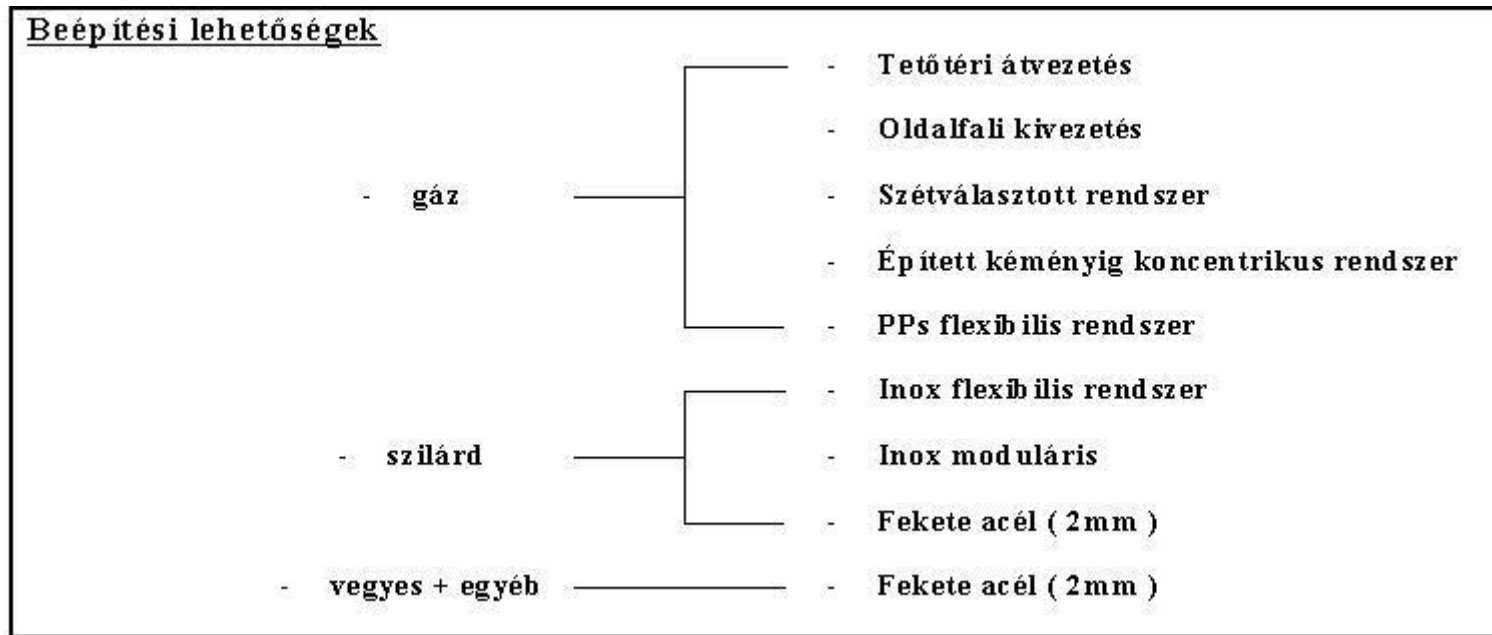 Beépítési lehetőségek
- Tetőtéri átvezetés
- Oldalfali kivezetés
- gáz - Szétválasztott rendszer
- Épített kéményig koncentrikus rendszer
- PPs flexibilis rendszer
- Inox flexibilis rendszer
- szilárd - Inox moduláris
- Fekete acél ( 2mm )
- vegyes + egyéb - Fekete acél ( 2mm )